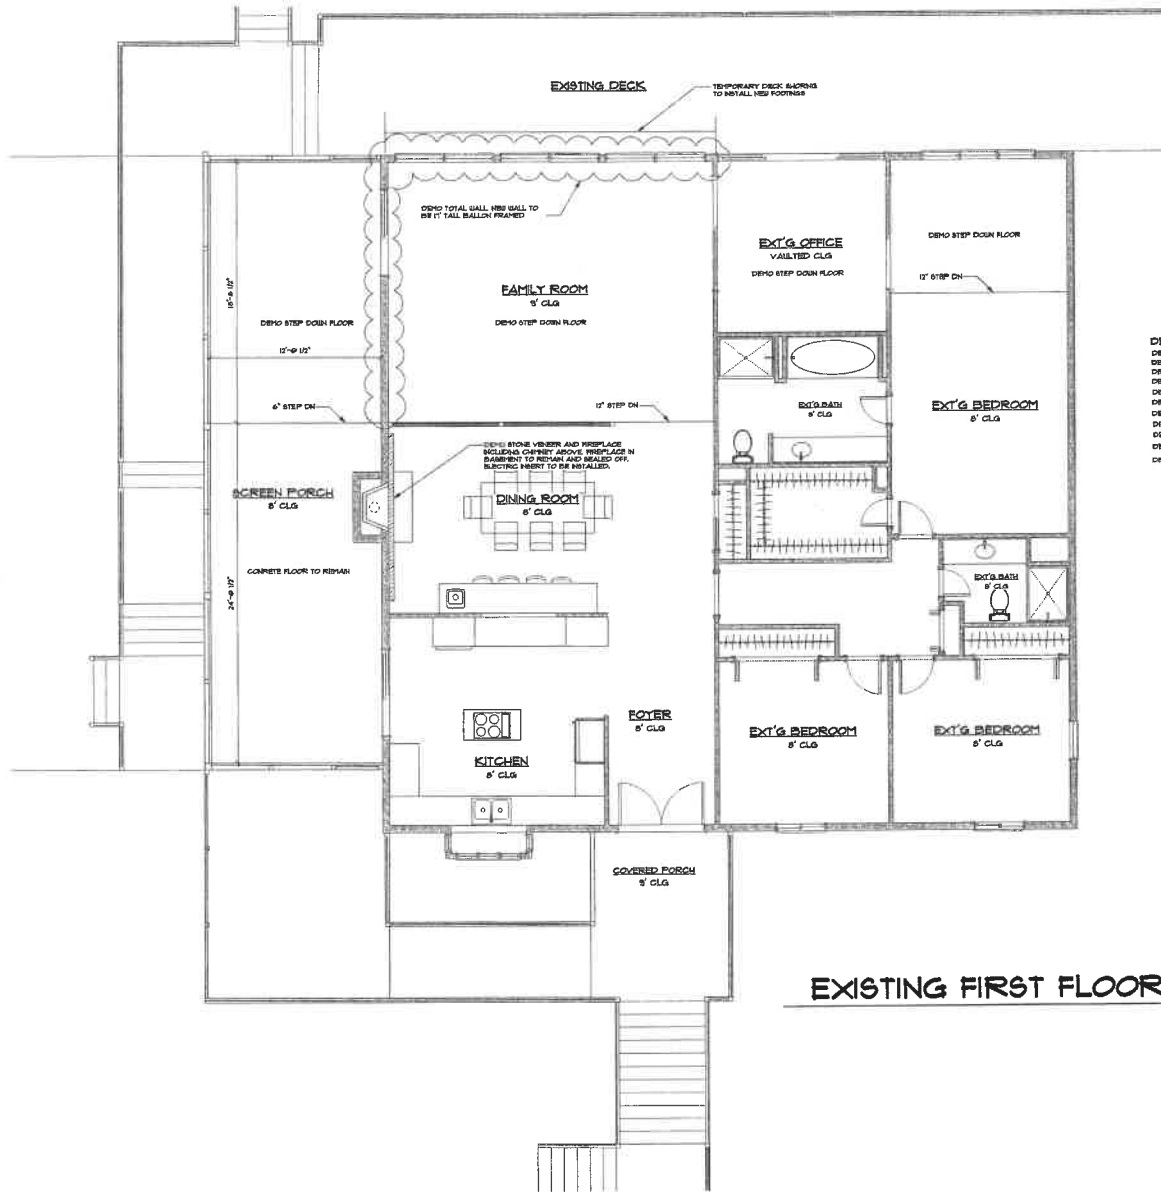 EXISTING DECK
TEMPORARY DECK SHORING
TO INSTALL NEW FOOTINGS
DEMO TOTAL WALL NEW WALL TO
BE 17' TALL BALLON FRAMED
EXT'G OFFICE
VAULTED CLG
DEMO STEP DOWN FLOOR
DEMO STEP DOWN FLOOR
12" STEP DN
FAMILY ROOM
9' CLG
DEMO STEP DOWN FLOOR
DEMO STEP DOWN FLOOR
12'-0 1/2"
6" STEP DN
12" STEP DN
EXT'G BATH
8' CLG
EXT'G BEDROOM
8' CLG
DEMO STONE VENEER AND FIREPLACE
INCLUDING CHIMNEY ABOVE. FIREPLACE IN
BASEMENT TO REMAIN AND SEALED OFF.
ELECTRIC INSERT TO BE INSTALLED.
SCREEN PORCH
8' CLG
DINING ROOM
8' CLG
CONRETE FLOOR TO REMAIN
24'-0 1/2"
EXT'G BATH
8' CLG
FOYER
8' CLG
EXT'G BEDROOM
8' CLG
EXT'G BEDROOM
8' CLG
KITCHEN
8' CLG
COVERED PORCH
9' CLG
EXISTING FIRST FLOOR